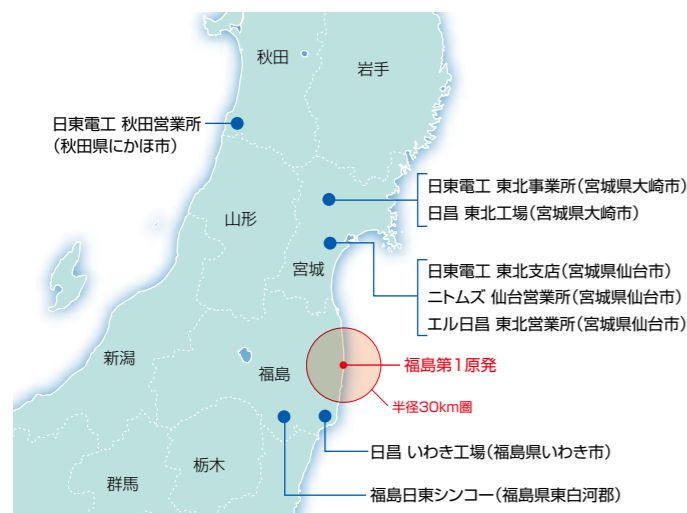 秋田
岩手
日東電工 秋田営業所
（秋田県にかほ市）
日東電工 東北事業所（宮城県大崎市）
日昌 東北工場（宮城県大崎市）
山形
宮城
日東電工 東北支店（宮城県仙台市）
ニトムズ 仙台営業所（宮城県仙台市）
エル日昌 東北営業所（宮城県仙台市）
新潟
福島
福島第1原発
半径30km圏
日昌 いわき工場（福島県いわき市）
栃木
群馬
福島日東シンコー（福島県東白河郡）